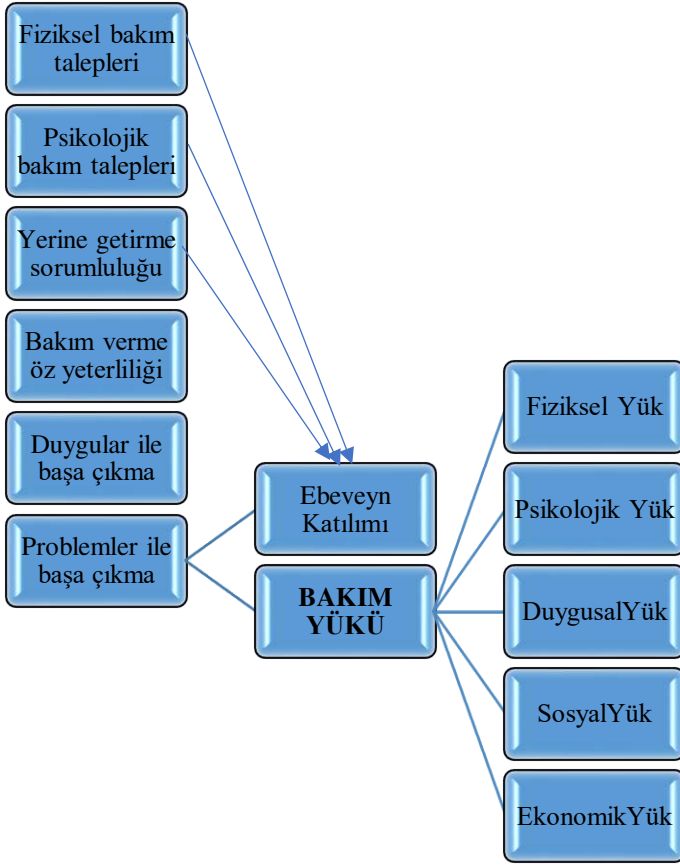 Fiziksel bakım
talepleri
Psikolojik
bakım talepleri
Yerine getirme
sorumluluğu
Bakım verme
öz yeterliliği
Duygular ile
başa çıkma
Problemler ile
başa çıkma
Ebeveyn
Katılımı
BAKIM
YÜKÜ
Fiziksel Yük
Psikolojik Yük
DuygusalYük
SosyalYük
EkonomikYük